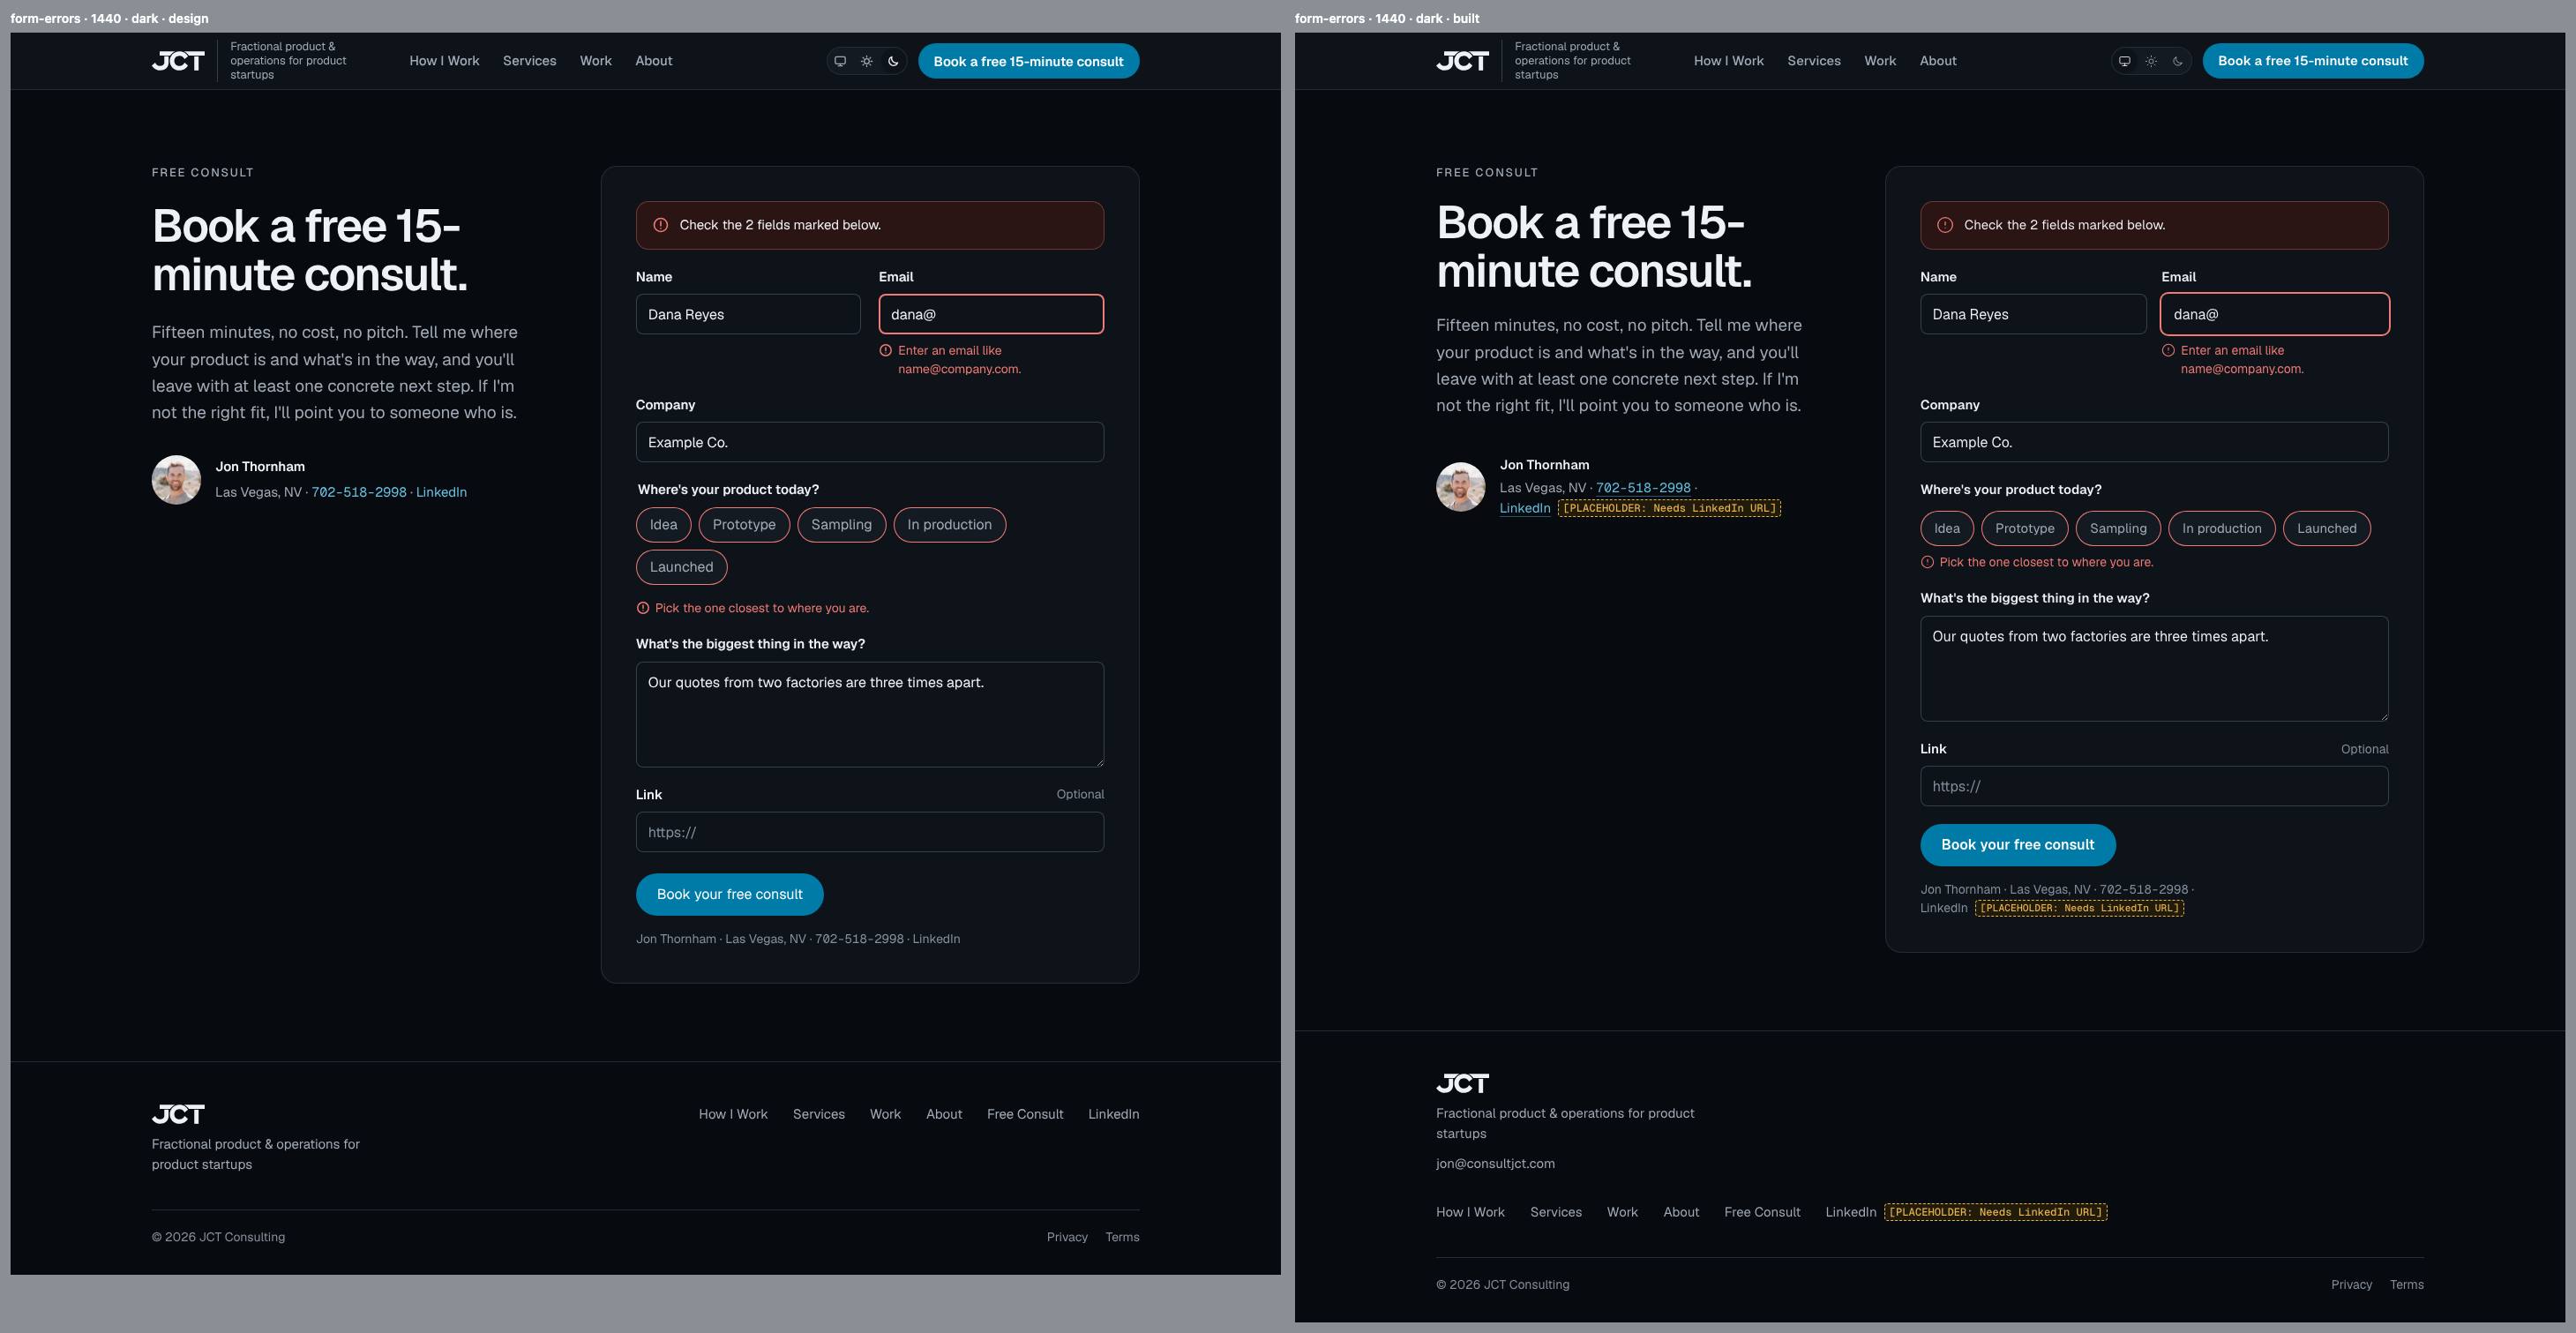 form-errors · 1440 · dark · design
JCT
Fractional product &
operations for product
startups
How I Work
Services
Work
About
Book a free 15-minute consult
FREE CONSULT
Book a free 15-
minute consult.
Fifteen minutes, no cost, no pitch. Tell me where
your product is and what's in the way, and you'll
leave with at least one concrete next step. If I'm
not the right fit, I'll point you to someone who is.
Jon Thornham
Las Vegas, NV · 702-518-2998 · LinkedIn
Check the 2 fields marked below.
Name
Email
Dana Reyes
dana@
Enter an email like
name@company.com.
Company
Example Co.
Where's your product today?
Idea
Prototype
Sampling
In production
Launched
Pick the one closest to where you are.
What's the biggest thing in the way?
Our quotes from two factories are three times apart.
Link
Optional
https://
Book your free consult
Jon Thornham · Las Vegas, NV · 702-518-2998 · LinkedIn
JCT
Fractional product & operations for
product startups
How I Work
Services
Work
About
Free Consult
LinkedIn
© 2026 JCT Consulting
Privacy
Terms
form-errors · 1440 · dark · built
JCT
Fractional product &
operations for product
startups
How I Work
Services
Work
About
Book a free 15-minute consult
FREE CONSULT
Book a free 15-
minute consult.
Fifteen minutes, no cost, no pitch. Tell me where
your product is and what's in the way, and you'll
leave with at least one concrete next step. If I'm
not the right fit, I'll point you to someone who is.
Jon Thornham
Las Vegas, NV · 702-518-2998 ·
LinkedIn [PLACEHOLDER: Needs LinkedIn URL]
Check the 2 fields marked below.
Name
Email
Dana Reyes
dana@
Enter an email like
name@company.com.
Company
Example Co.
Where's your product today?
Idea
Prototype
Sampling
In production
Launched
Pick the one closest to where you are.
What's the biggest thing in the way?
Our quotes from two factories are three times apart.
Link
Optional
https://
Book your free consult
Jon Thornham · Las Vegas, NV · 702-518-2998 ·
LinkedIn [PLACEHOLDER: Needs LinkedIn URL]
JCT
Fractional product & operations for product
startups
jon@consultjct.com
How I Work
Services
Work
About
Free Consult
LinkedIn [PLACEHOLDER: Needs LinkedIn URL]
© 2026 JCT Consulting
Privacy
Terms